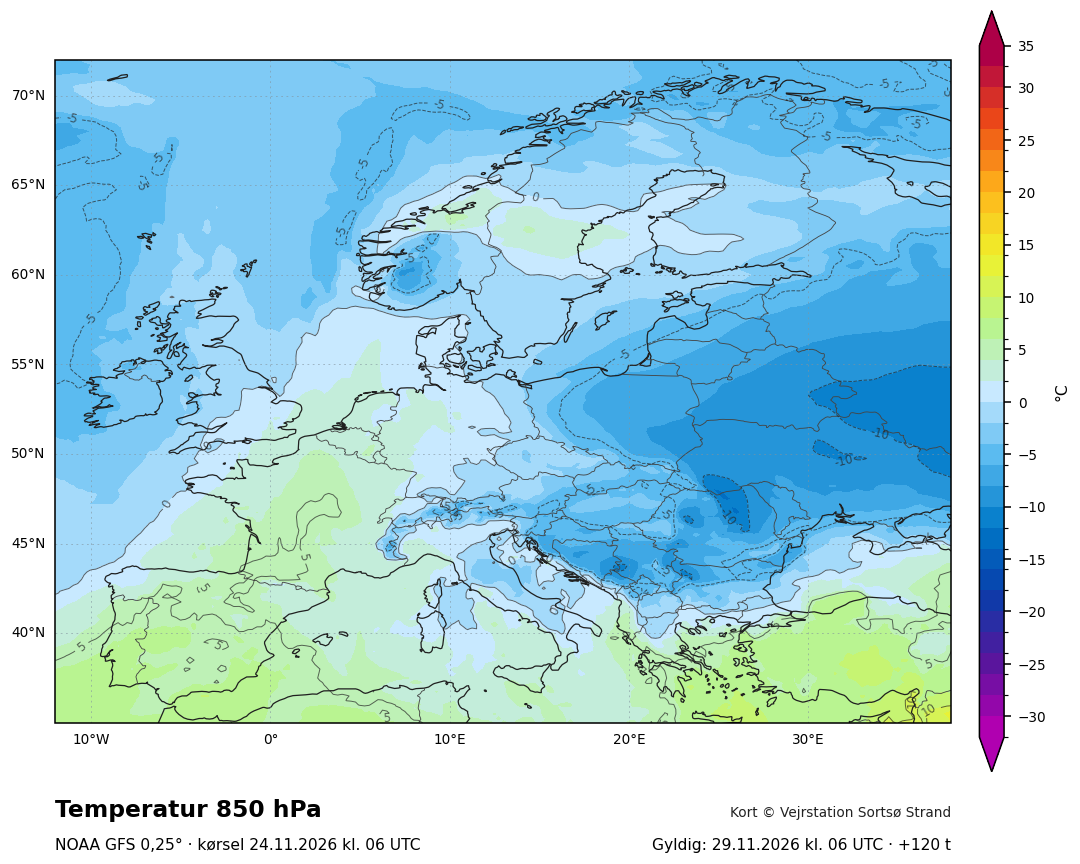 70°N
65°N
60°N
55°N
50°N
45°N
40°N
10°W
0°
10°E
20°E
30°E
35
30
25
20
15
10
5
0
−5
−10
−15
−20
−25
−30
°C
Temperatur 850 hPa
Kort © Vejrstation Sortsø Strand
NOAA GFS 0,25° · kørsel 24.11.2026 kl. 06 UTC
Gyldig: 29.11.2026 kl. 06 UTC · +120 t